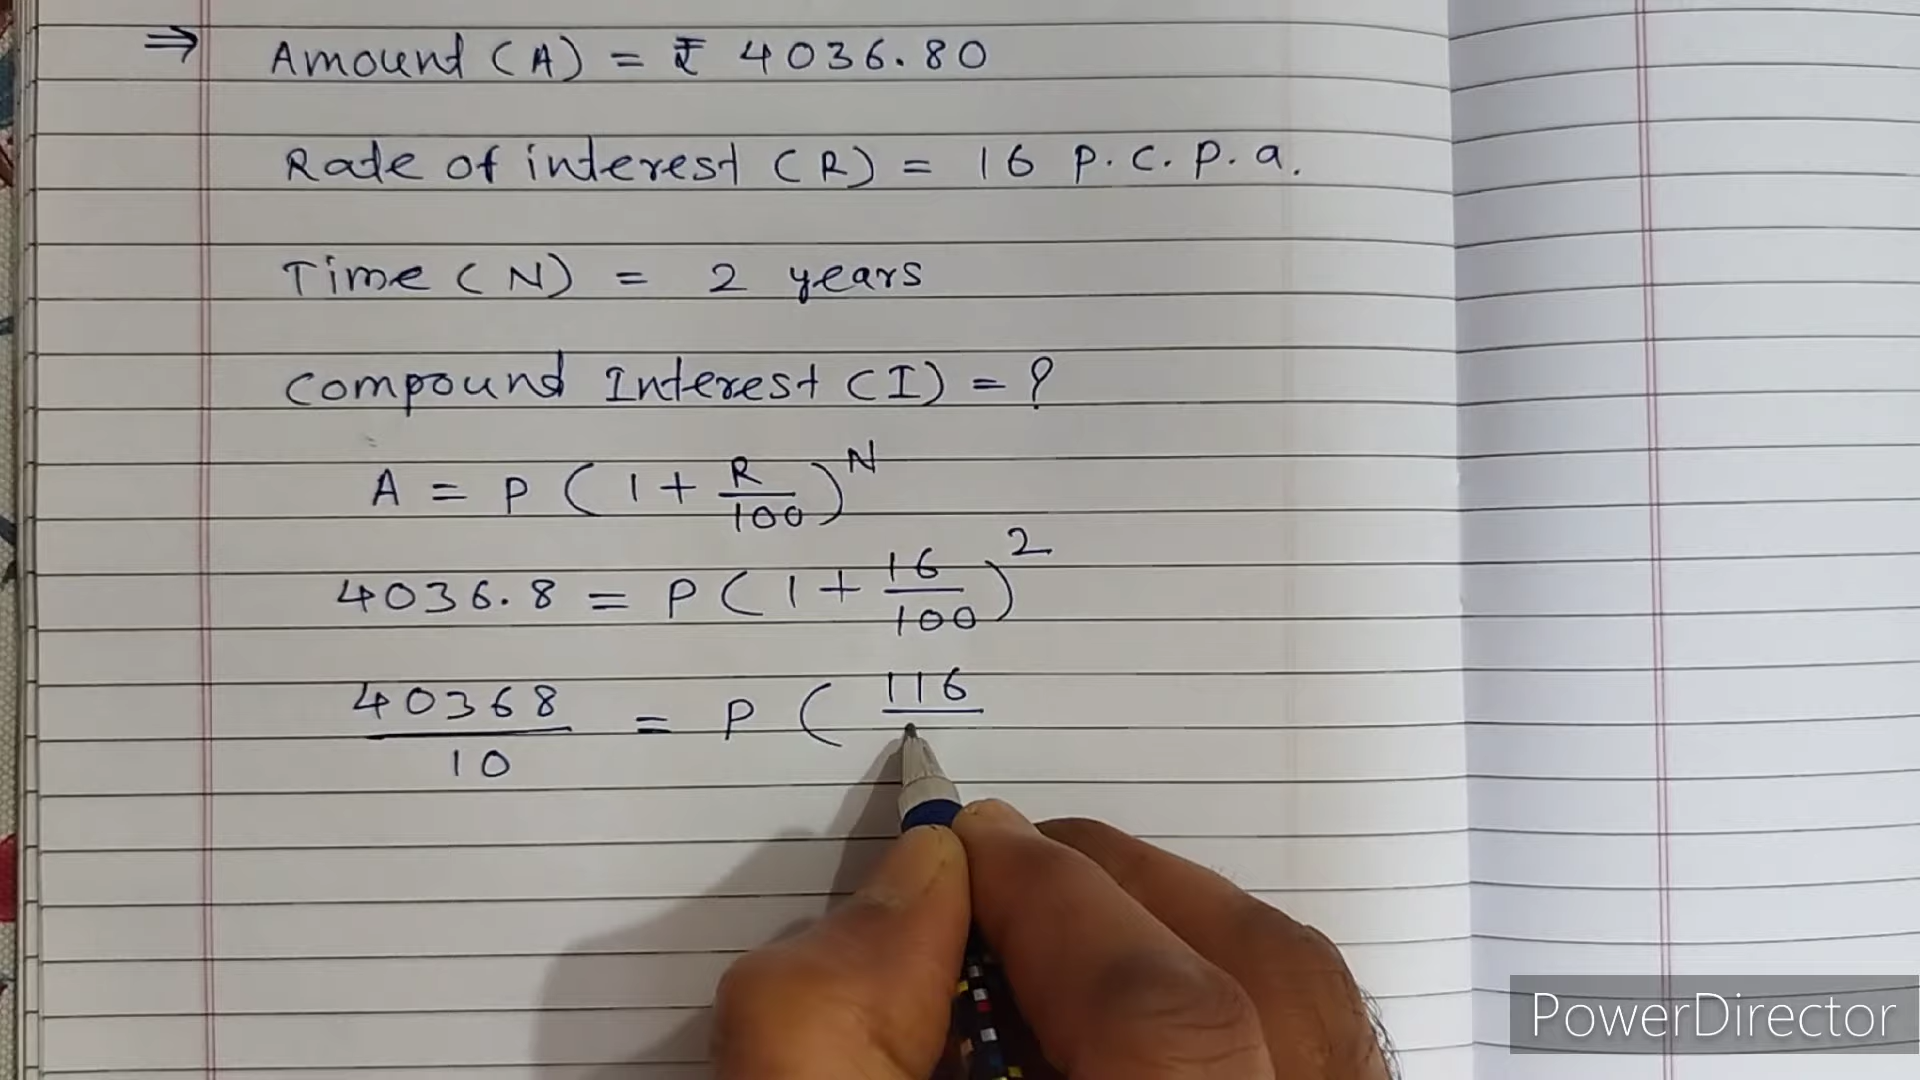 ⇒ Amount (A) = ₹ 4036.80
Rate of interest (R) = 16 p.c.p.a.
Time (N) = 2 years
Compound Interest (I) = ?
A = P (1 + R/100)^N
4036.8 = P (1 + 16/100)^2
40368/10 = P ( 116
PowerDirector